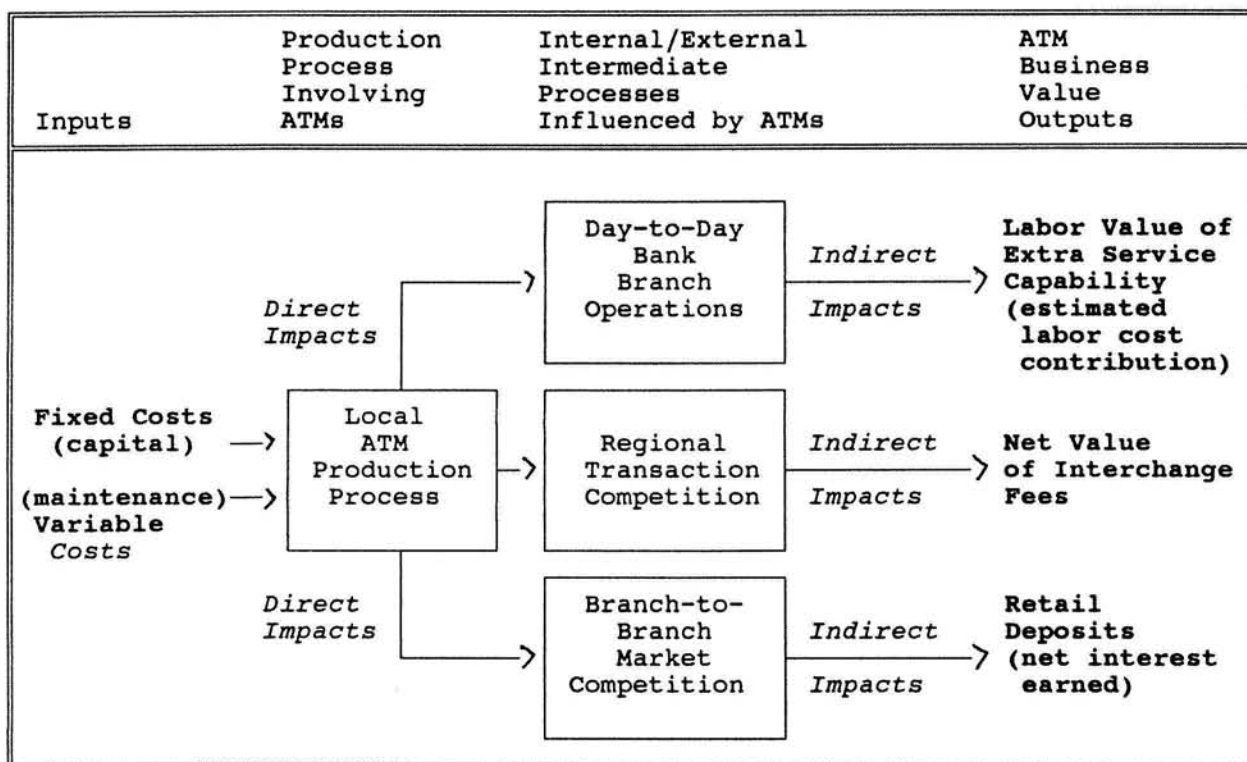 Inputs
Production
Process
Involving
ATMs
Internal/External
Intermediate
Processes
Influenced by ATMs
ATM
Business
Value
Outputs
Fixed Costs
(capital)
(maintenance)
Variable
Costs
Direct
Impacts
Local
ATM
Production
Process
Direct
Impacts
Day-to-Day
Bank
Branch
Operations
Indirect
Impacts
Labor Value of
Extra Service
Capability
(estimated
labor cost
contribution)
Regional
Transaction
Competition
Indirect
Impacts
Net Value
of Interchange
Fees
Branch-to-
Branch
Market
Competition
Indirect
Impacts
Retail
Deposits
(net interest
earned)